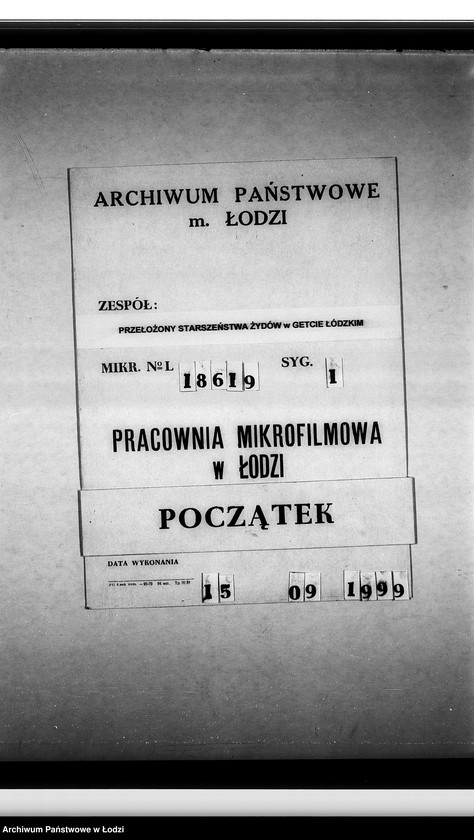 ARCHIWUM PAŃSTWOWE
m. ŁODZI
ZESPÓŁ:
PRZEŁOŻONY STARSZEŃSTWA ŻYDÓW w GETCIE ŁÓDZKIM
MIKR. Nº L 18619 SYG. 1
PRACOWNIA MIKROFILMOWA
w ŁODZI
POCZĄTEK
DATA WYKONANIA
15 09 1999
Archiwum Państwowe w Łodzi